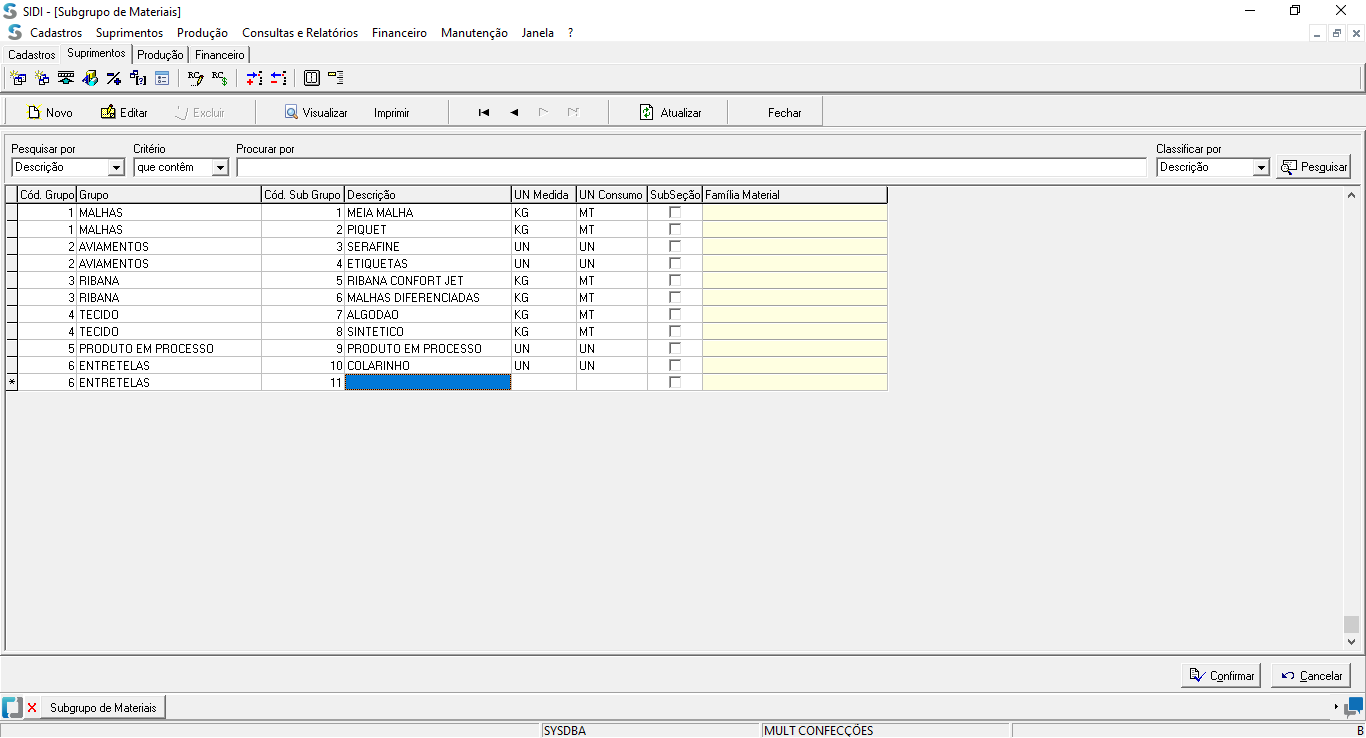 SIDI - [Subgrupo de Materiais]
Cadastros Suprimentos Produção Consultas e Relatórios Financeiro Manutenção Janela ?
Cadastros Suprimentos Produção Financeiro
Novo Editar Excluir Visualizar Imprimir Atualizar Fechar
Pesquisar por Critério Procurar por Classificar por
Descrição que contêm Descrição Pesquisar
Cód. Grupo Grupo Cód. Sub Grupo Descrição UN Medida UN Consumo SubSeção Família Material
1 MALHAS 1 MEIA MALHA KG MT
1 MALHAS 2 PIQUET KG MT
2 AVIAMENTOS 3 SERAFINE UN UN
2 AVIAMENTOS 4 ETIQUETAS UN UN
3 RIBANA 5 RIBANA CONFORT JET KG MT
3 RIBANA 6 MALHAS DIFERENCIADAS KG MT
4 TECIDO 7 ALGODAO KG MT
4 TECIDO 8 SINTETICO KG MT
5 PRODUTO EM PROCESSO 9 PRODUTO EM PROCESSO UN UN
6 ENTRETELAS 10 COLARINHO UN UN
* 6 ENTRETELAS 11
Confirmar Cancelar
Subgrupo de Materiais
SYSDBA MULT CONFECÇÕES B